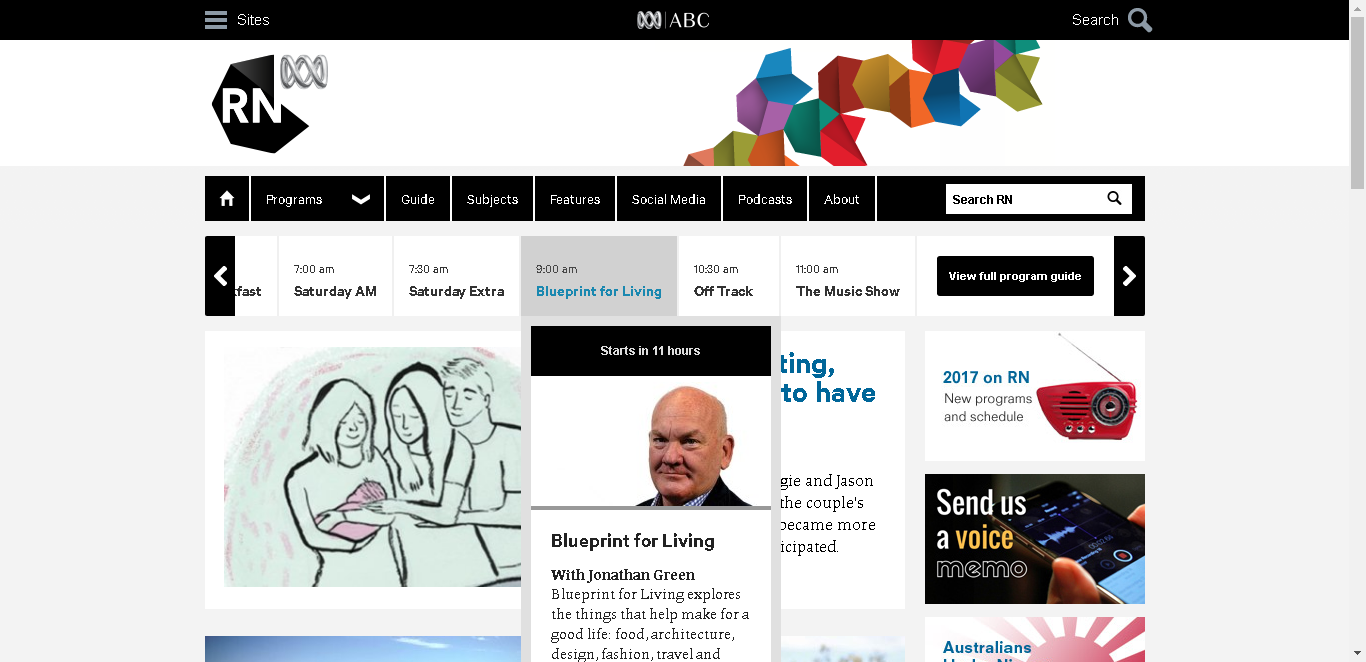 Sites
ABC
Search
RN
Programs
Guide
Subjects
Features
Social Media
Podcasts
About
Search RN
7:00 am
7:30 am
9:00 am
10:30 am
11:00 am
Saturday AM
Saturday Extra
Blueprint for Living
Off Track
The Music Show
View full program guide
Starts in 11 hours
to have
gie and Jason
the couple's
became more
Blueprint for Living
With Jonathan Green
Blueprint for Living explores
the things that help make for a
good life: food, architecture,
design, fashion, travel and
2017 on RN
New programs
and schedule
Send us
a voice
memo
Australians